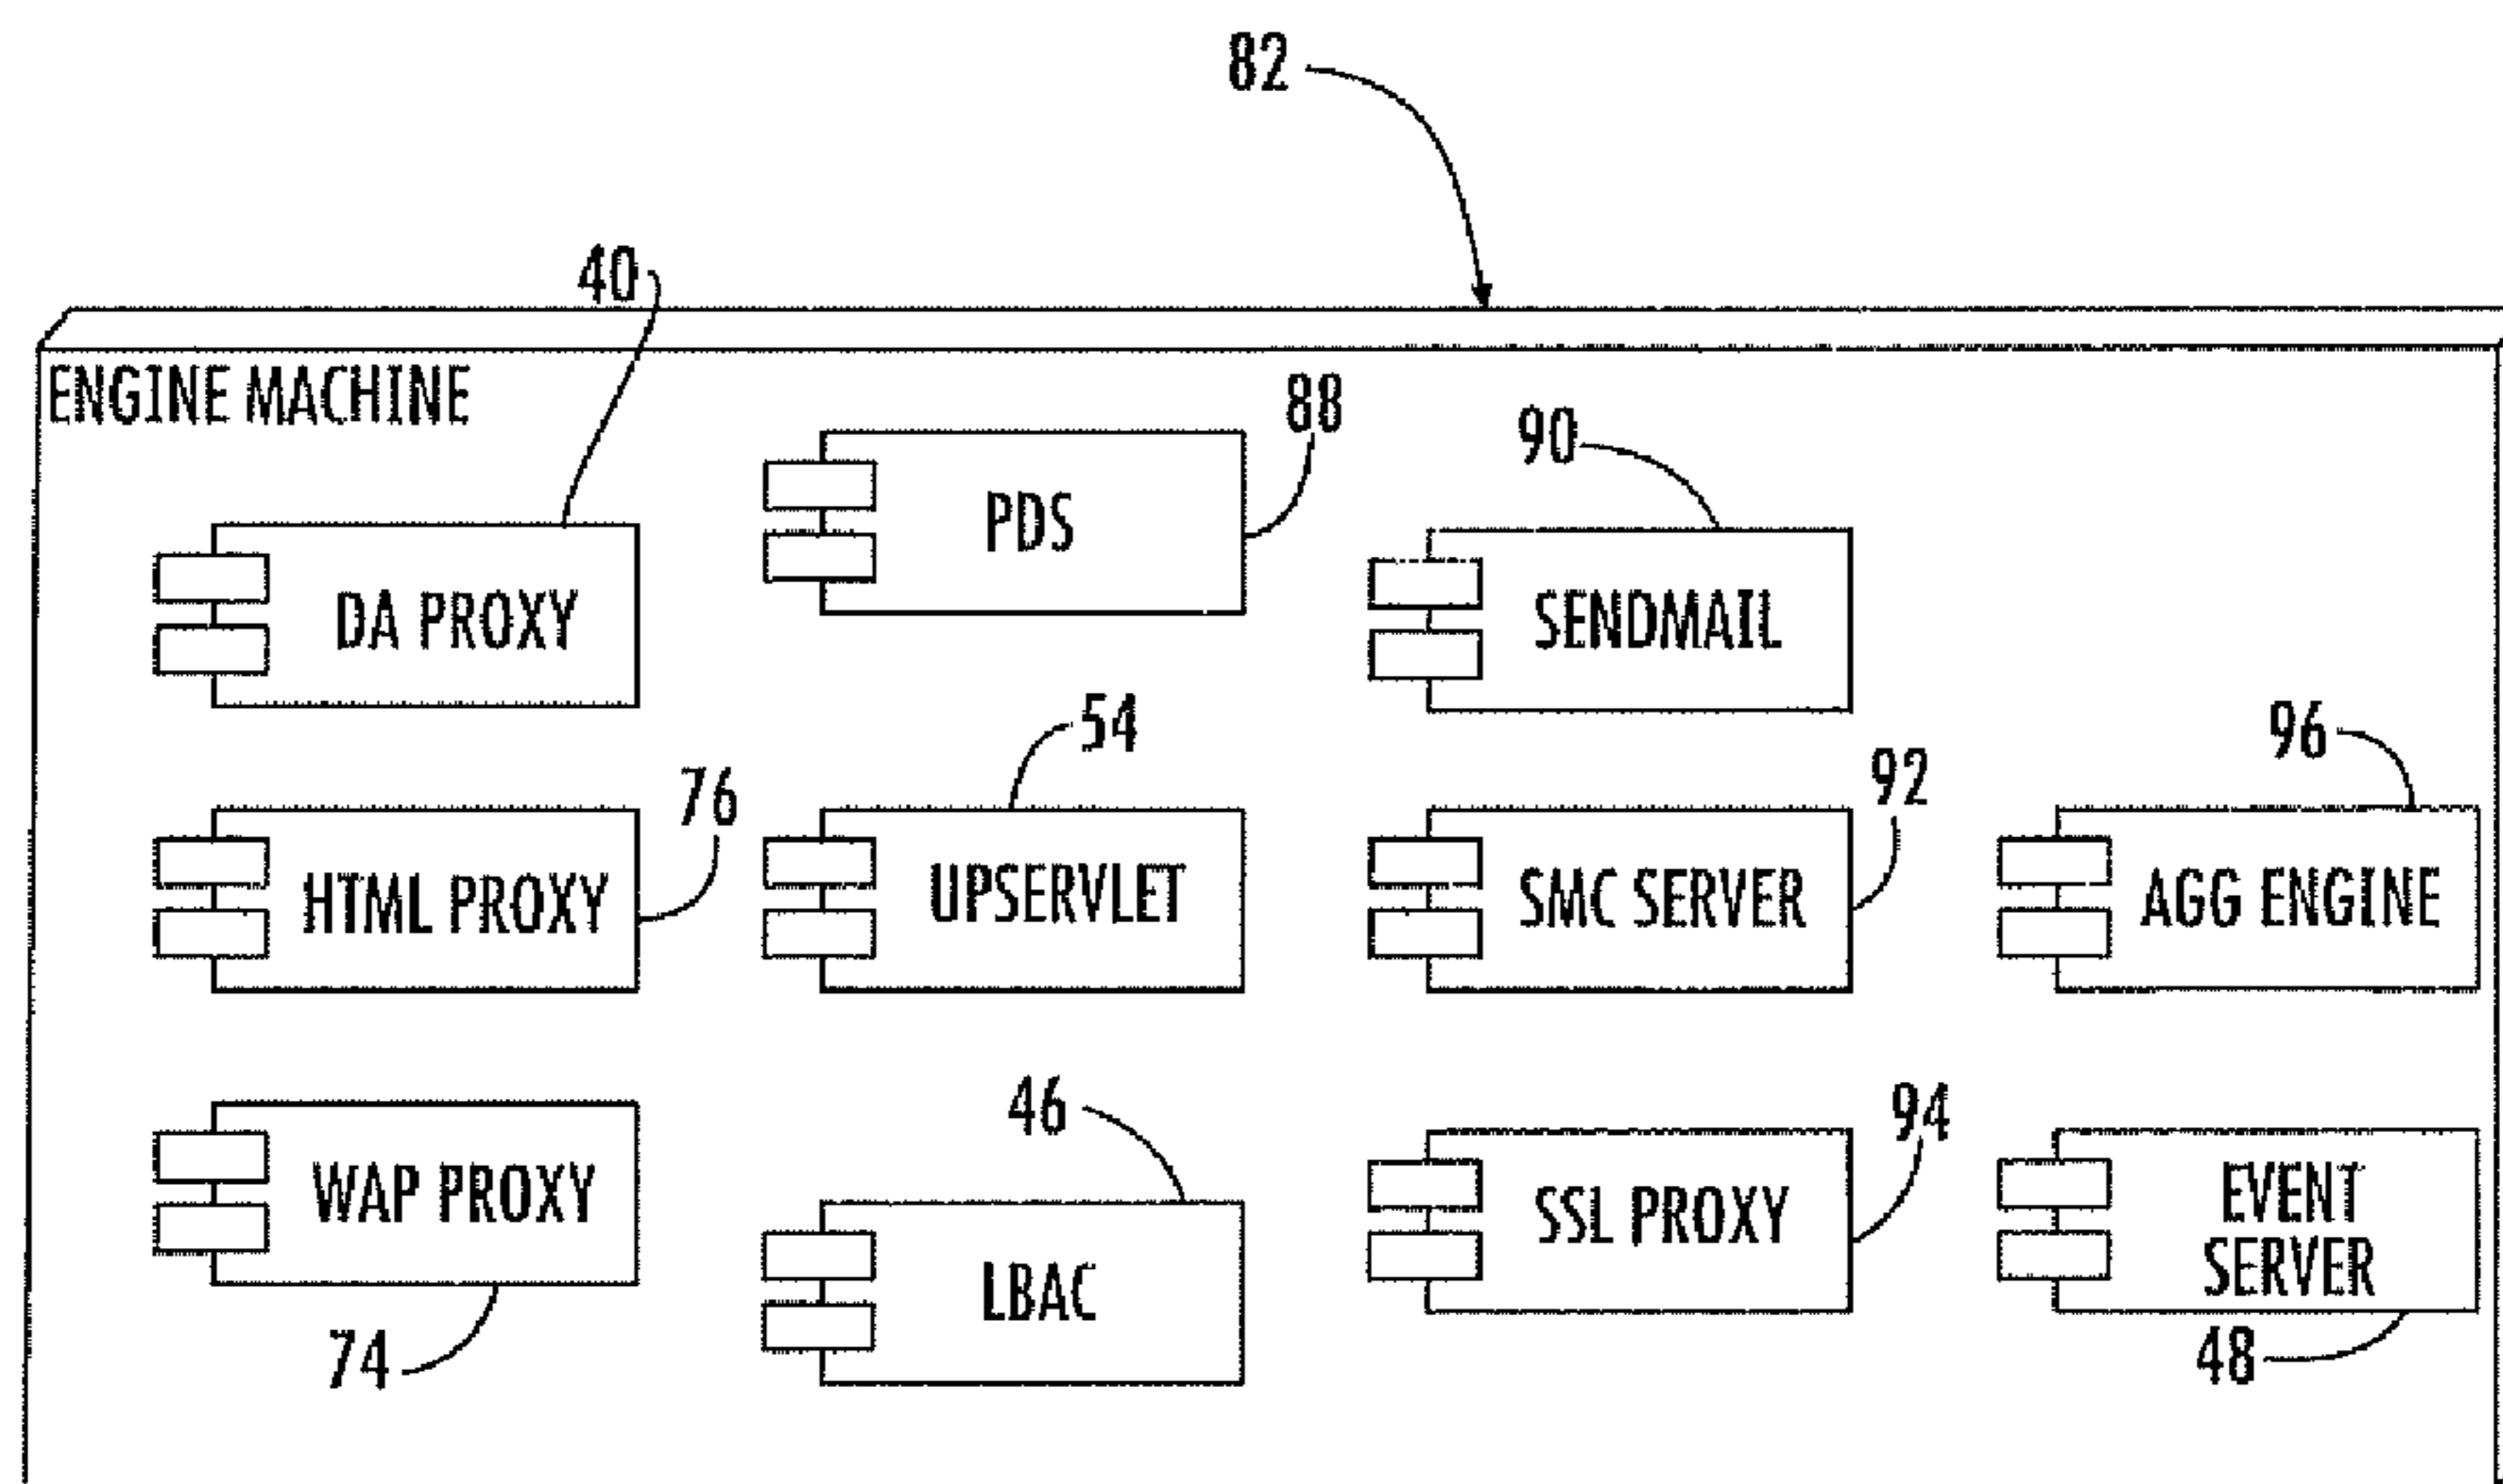 82
40
ENGINE MACHINE
88
90
PDS
DA PROXY
SENDMAIL
54
96
76
92
HTML PROXY
UPSERVLET
SMC SERVER
AGG ENGINE
46
94
WAP PROXY
SSL PROXY
EVENT
SERVER
LBAC
74
48